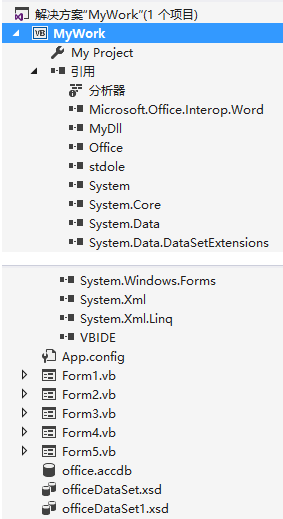 解决方案"MyWork"(1 个项目)
VB MyWork
My Project
引用
分析器
Microsoft.Office.Interop.Word
MyDll
Office
stdole
System
System.Core
System.Data
System.Data.DataSetExtensions
System.Windows.Forms
System.Xml
System.Xml.Linq
VBIDE
App.config
Form1.vb
Form2.vb
Form3.vb
Form4.vb
Form5.vb
office.accdb
officeDataSet.xsd
officeDataSet1.xsd